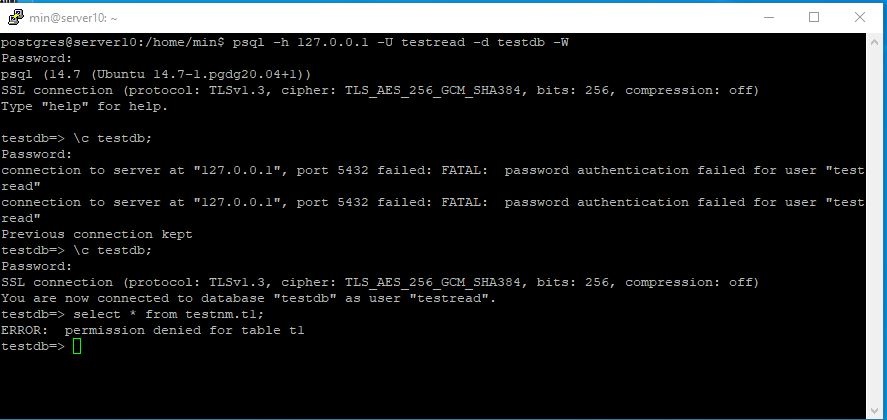 min@server10: ~
postgres@server10:/home/min$ psql -h 127.0.0.1 -U testread -d testdb -W
Password:
psql (14.7 (Ubuntu 14.7-1.pgdg20.04+1))
SSL connection (protocol: TLSv1.3, cipher: TLS_AES_256_GCM_SHA384, bits: 256, compression: off)
Type "help" for help.
testdb=> \c testdb;
Password:
connection to server at "127.0.0.1", port 5432 failed: FATAL:  password authentication failed for user "test
read"
connection to server at "127.0.0.1", port 5432 failed: FATAL:  password authentication failed for user "test
read"
Previous connection kept
testdb=> \c testdb;
Password:
SSL connection (protocol: TLSv1.3, cipher: TLS_AES_256_GCM_SHA384, bits: 256, compression: off)
You are now connected to database "testdb" as user "testread".
testdb=> select * from testnm.t1;
ERROR:  permission denied for table t1
testdb=>